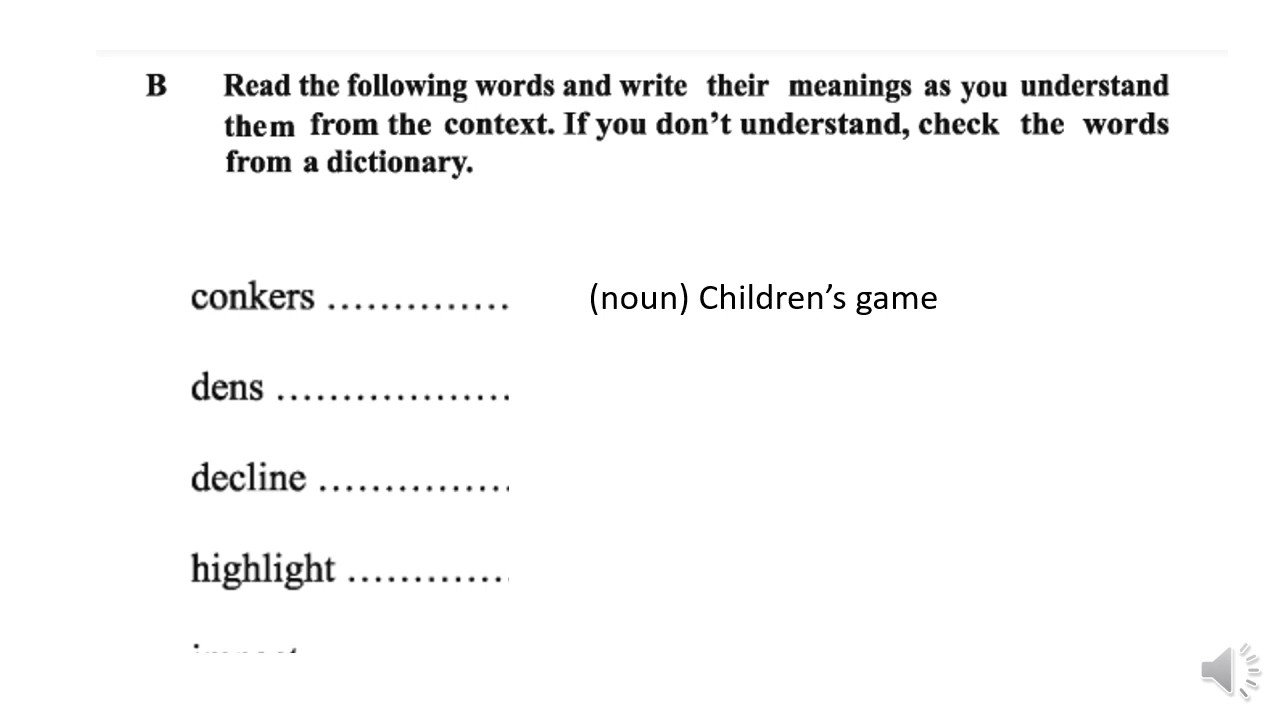 B Read the following words and write their meanings as you understand
them from the context. If you don't understand, check the words
from a dictionary.
conkers .............. (noun) Children’s game
dens ..................
decline ...............
highlight ............